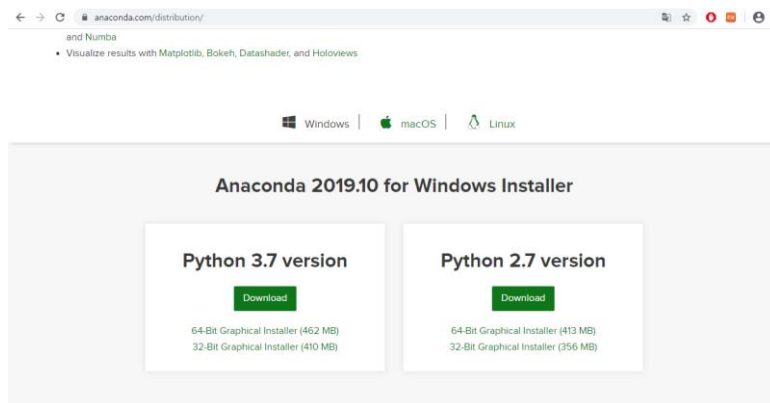 anaconda.com/distribution/
and Numba
• Visualize results with Matplotlib, Bokeh, Datashader, and Holoviews
Windows | macOS | Linux
Anaconda 2019.10 for Windows Installer
Python 3.7 version
Download
64-Bit Graphical Installer (462 MB)
32-Bit Graphical Installer (410 MB)
Python 2.7 version
Download
64-Bit Graphical Installer (413 MB)
32-Bit Graphical Installer (356 MB)